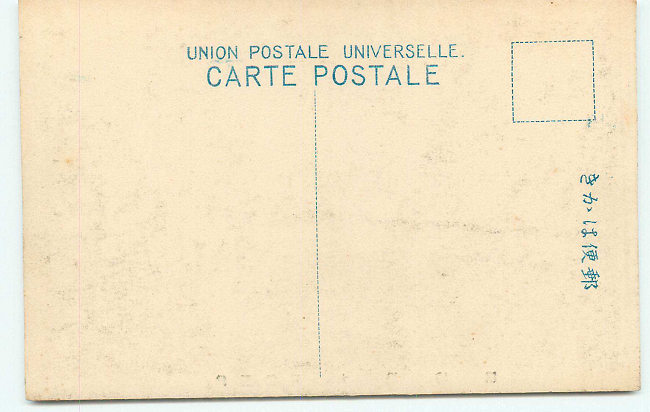 UNION POSTALE UNIVERSELLE.
CARTE POSTALE
郵便はかき